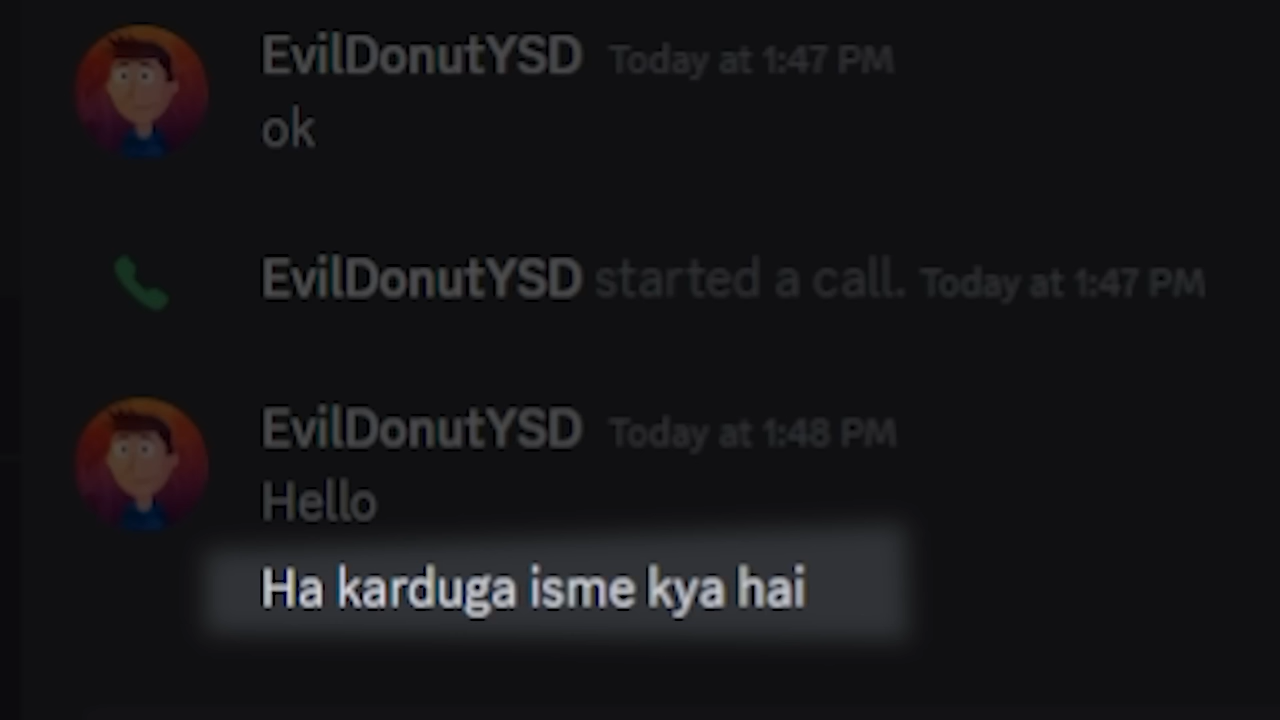 EvilDonutYSD Today at 1:47 PM
ok
EvilDonutYSD started a call. Today at 1:47 PM
EvilDonutYSD Today at 1:48 PM
Hello
Ha karduga isme kya hai